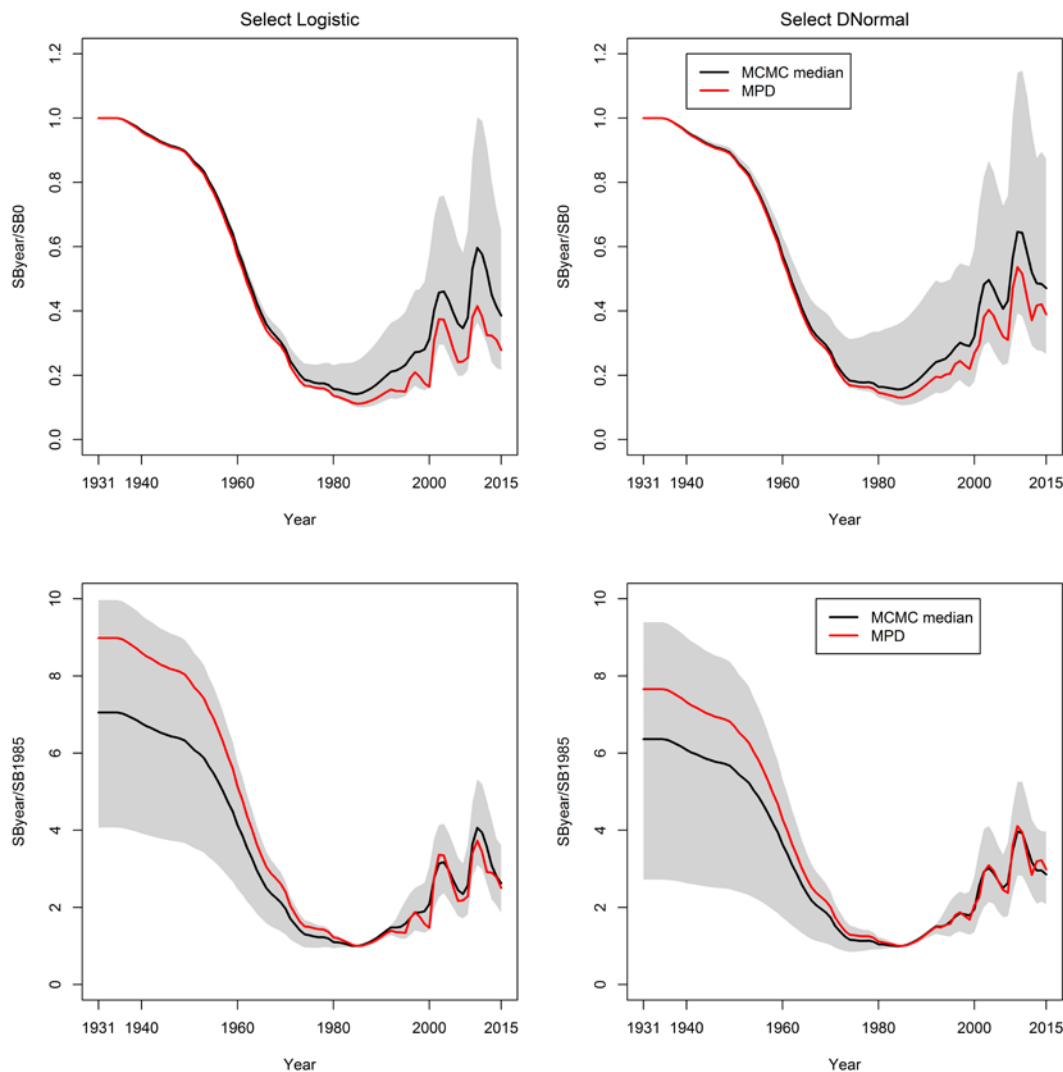 Select Logistic
SByear/SB0
1.2
1.0
0.8
0.6
0.4
0.2
0.0
1931 1940 1960 1980 2000 2015
Year
Select DNormal
MCMC median
MPD
SByear/SB0
1.2
1.0
0.8
0.6
0.4
0.2
0.0
1931 1940 1960 1980 2000 2015
Year
SByear/SB1985
10
8
6
4
2
0
1931 1940 1960 1980 2000 2015
Year
MCMC median
MPD
SByear/SB1985
10
8
6
4
2
0
1931 1940 1960 1980 2000 2015
Year